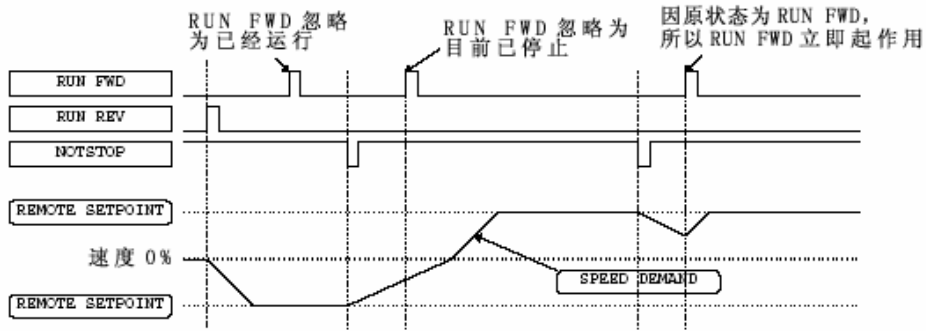 RUN FWD 忽略
为已经运行
RUN FWD 忽略为
目前已停止
因原状态为 RUN FWD,
所以 RUN FWD 立即起作用
RUN FWD
RUN REV
NOTSTOP
REMOTE SETPOINT
速度 0%
SPEED DEMAND
REMOTE SETPOINT